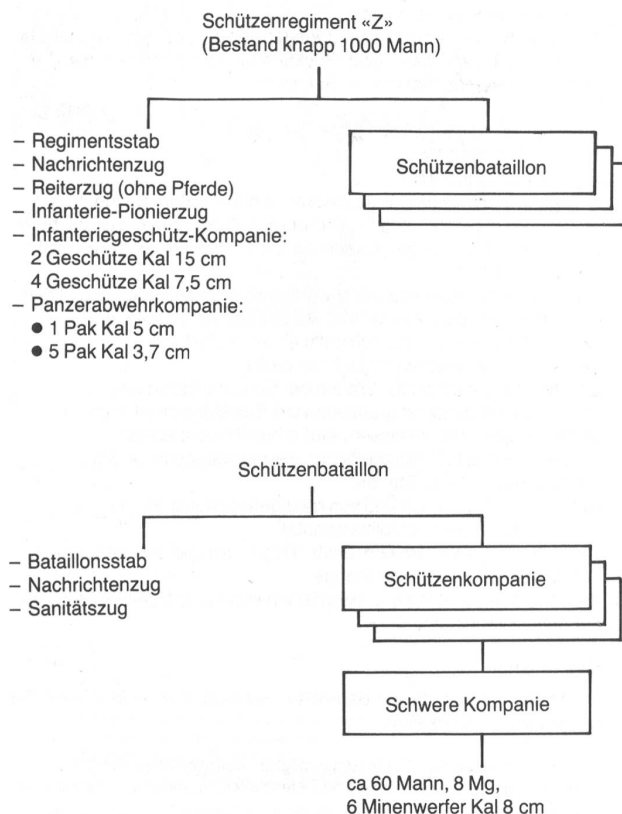 Schützenregiment «Z»
(Bestand knapp 1000 Mann)
– Regimentsstab
– Nachrichtenzug
– Reiterzug (ohne Pferde)
– Infanterie-Pionierzug
– Infanteriegeschütz-Kompanie:
2 Geschütze Kal 15 cm
4 Geschütze Kal 7,5 cm
– Panzerabwehrkompanie:
● 1 Pak Kal 5 cm
● 5 Pak Kal 3,7 cm
Schützenbataillon
Schützenbataillon
– Bataillonsstab
– Nachrichtenzug
– Sanitätszug
Schützenkompanie
Schwere Kompanie
ca 60 Mann, 8 Mg,
6 Minenwerfer Kal 8 cm